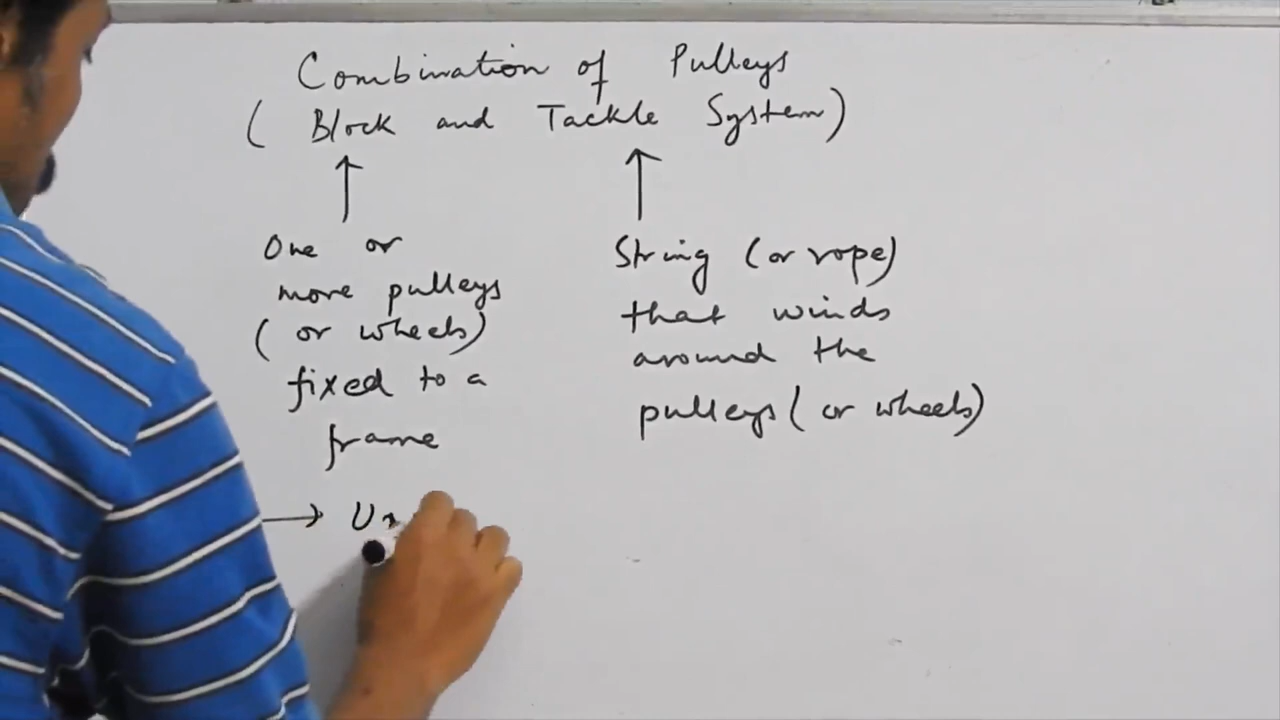 Combination of Pulleys
( Block and Tackle System)
One or
more pulleys
( or wheels)
fixed to a
frame
String (or rope)
that winds
around the
pulleys (or wheels)
→